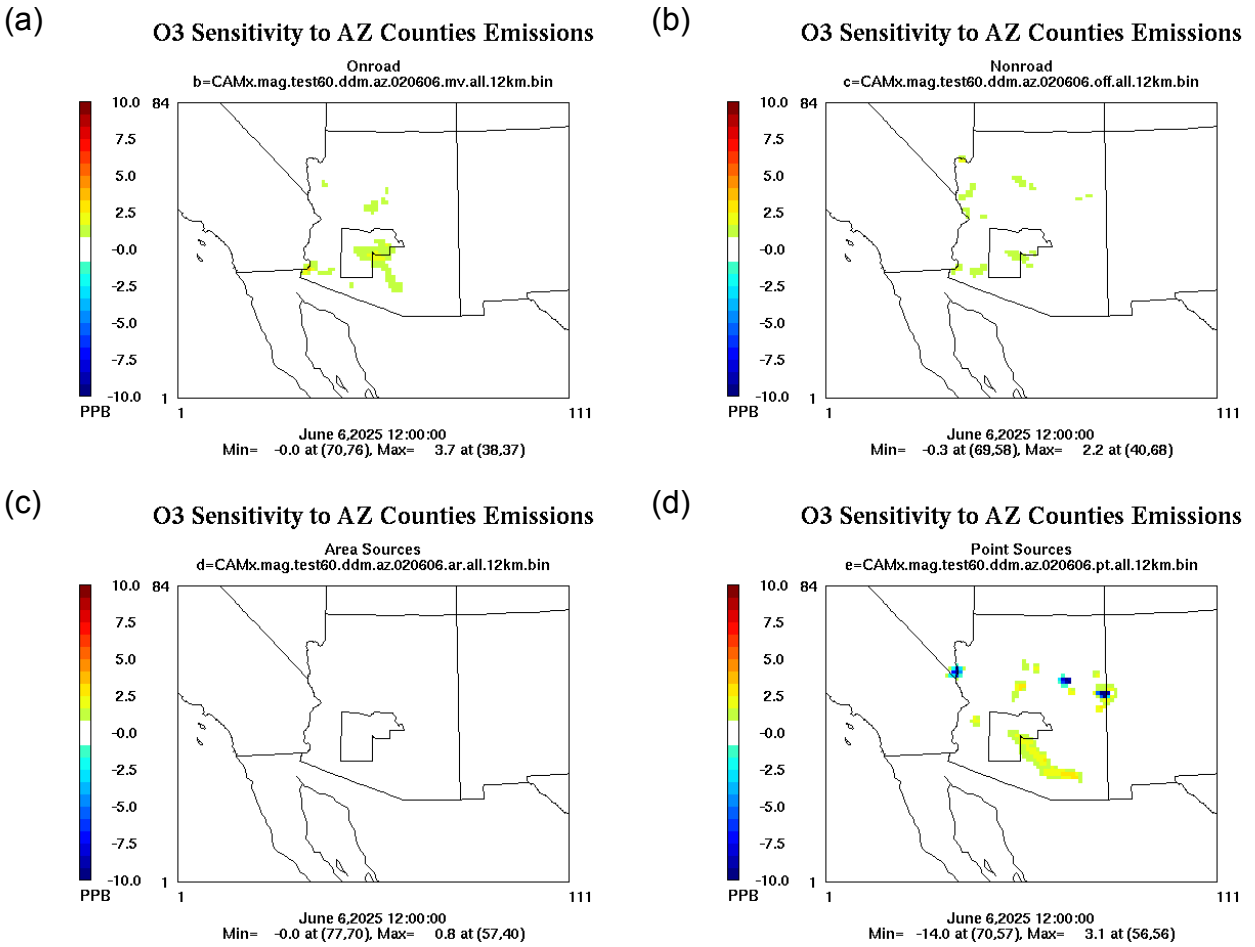 (a)
O3 Sensitivity to AZ Counties Emissions
Onroad
b=CAMx.mag.test60.ddm.az.020606.mv.all.12km.bin
10.0
7.5
5.0
2.5
-0.0
-2.5
-5.0
-7.5
-10.0
PPB
84
1
1
111
June 6,2025 12:00:00
Min= -0.0 at (70,76), Max= 3.7 at (38,37)
(b)
O3 Sensitivity to AZ Counties Emissions
Nonroad
c=CAMx.mag.test60.ddm.az.020606.off.all.12km.bin
10.0
7.5
5.0
2.5
-0.0
-2.5
-5.0
-7.5
-10.0
PPB
84
1
1
111
June 6,2025 12:00:00
Min= -0.3 at (69,58), Max= 2.2 at (40,68)
(c)
O3 Sensitivity to AZ Counties Emissions
Area Sources
d=CAMx.mag.test60.ddm.az.020606.ar.all.12km.bin
10.0
7.5
5.0
2.5
-0.0
-2.5
-5.0
-7.5
-10.0
PPB
84
1
1
111
June 6,2025 12:00:00
Min= -0.0 at (77,70), Max= 0.8 at (57,40)
(d)
O3 Sensitivity to AZ Counties Emissions
Point Sources
e=CAMx.mag.test60.ddm.az.020606.pt.all.12km.bin
10.0
7.5
5.0
2.5
-0.0
-2.5
-5.0
-7.5
-10.0
PPB
84
1
1
111
June 6,2025 12:00:00
Min= -14.0 at (70,57), Max= 3.1 at (56,56)